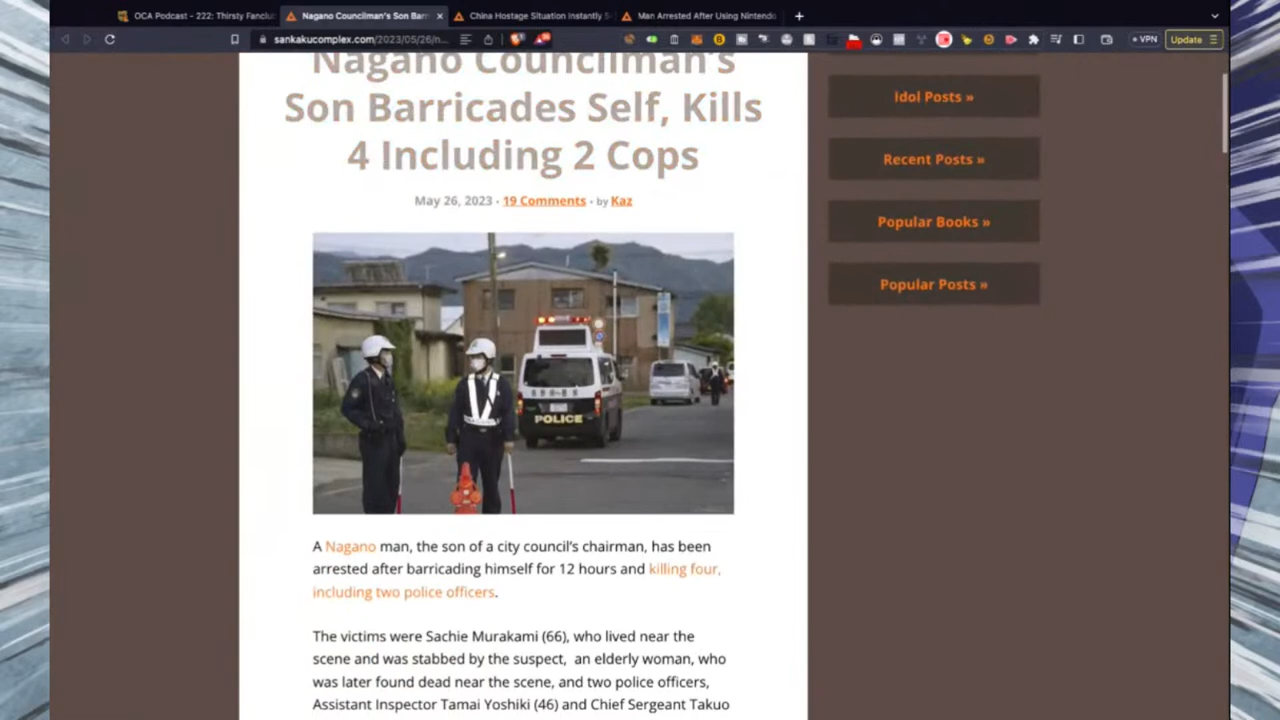 OCA Podcast - 222: Thirsty Fanclu
Nagano Councilman's Son Barr
China Hostage Situation Instantly S
Man Arrested After Using Nintendo
sankakucomplex.com/2023/05/26/n...
VPN
Update
Nagano Councilman's
Son Barricades Self, Kills
4 Including 2 Cops
May 26, 2023 · 19 Comments · by Kaz
POLICE
A Nagano man, the son of a city council's chairman, has been
arrested after barricading himself for 12 hours and killing four,
including two police officers.
The victims were Sachie Murakami (66), who lived near the
scene and was stabbed by the suspect, an elderly woman, who
was later found dead near the scene, and two police officers,
Assistant Inspector Tamai Yoshiki (46) and Chief Sergeant Takuo
Idol Posts »
Recent Posts »
Popular Books »
Popular Posts »